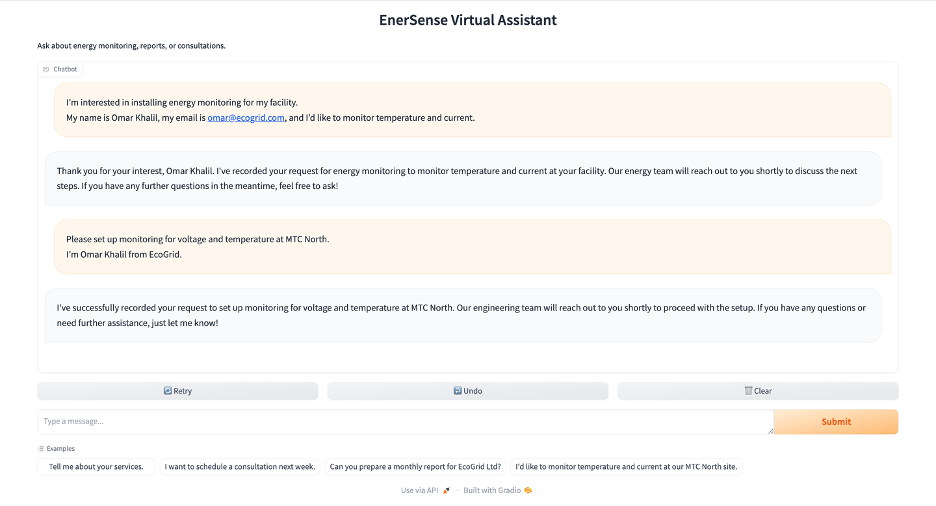 EnerSense Virtual Assistant
Ask about energy monitoring, reports, or consultations.
Chatbot
I'm interested in installing energy monitoring for my facility.
My name is Omar Khalil, my email is omar@ecogrid.com, and I'd like to monitor temperature and current.
Thank you for your interest, Omar Khalil. I've recorded your request for energy monitoring to monitor temperature and current at your facility. Our energy team will reach out to you shortly to discuss the next
steps. If you have any further questions in the meantime, feel free to ask!
Please set up monitoring for voltage and temperature at MTC North.
I'm Omar Khalil from EcoGrid.
I've successfully recorded your request to set up monitoring for voltage and temperature at MTC North. Our engineering team will reach out to you shortly to proceed with the setup. If you have any questions or
need further assistance, just let me know!
Retry Undo Clear
Type a message... Submit
Examples
Tell me about your services. I want to schedule a consultation next week. Can you prepare a monthly report for EcoGrid Ltd? I'd like to monitor temperature and current at our MTC North site.
Use via API · Built with Gradio